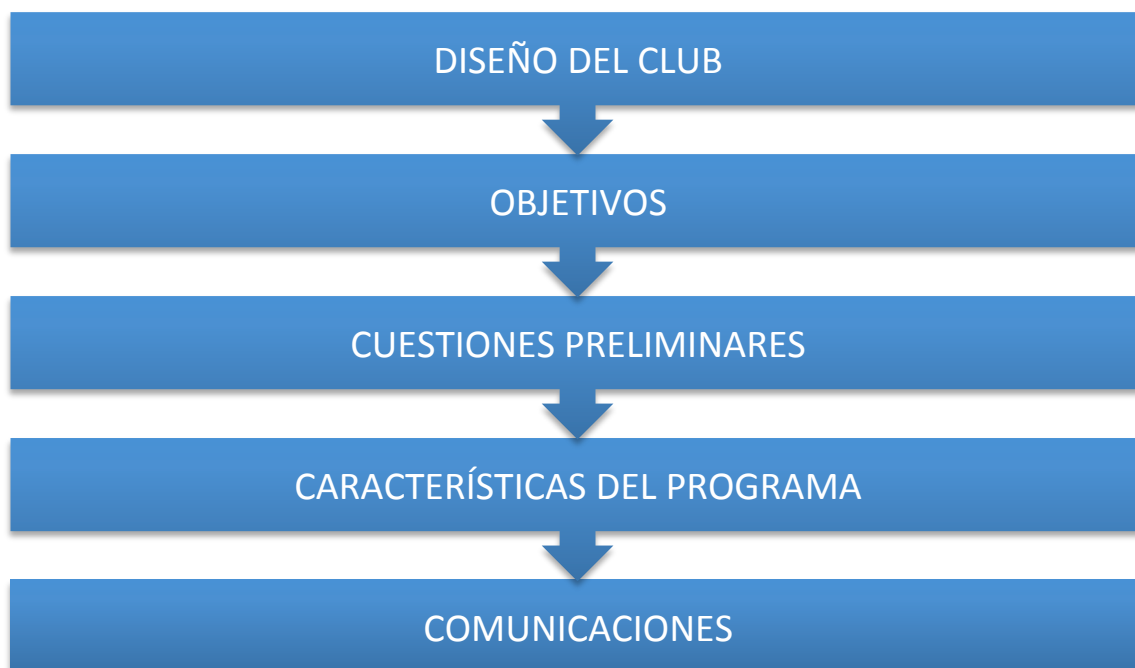 DISEÑO DEL CLUB
OBJETIVOS
CUESTIONES PRELIMINARES
CARACTERÍSTICAS DEL PROGRAMA
COMUNICACIONES